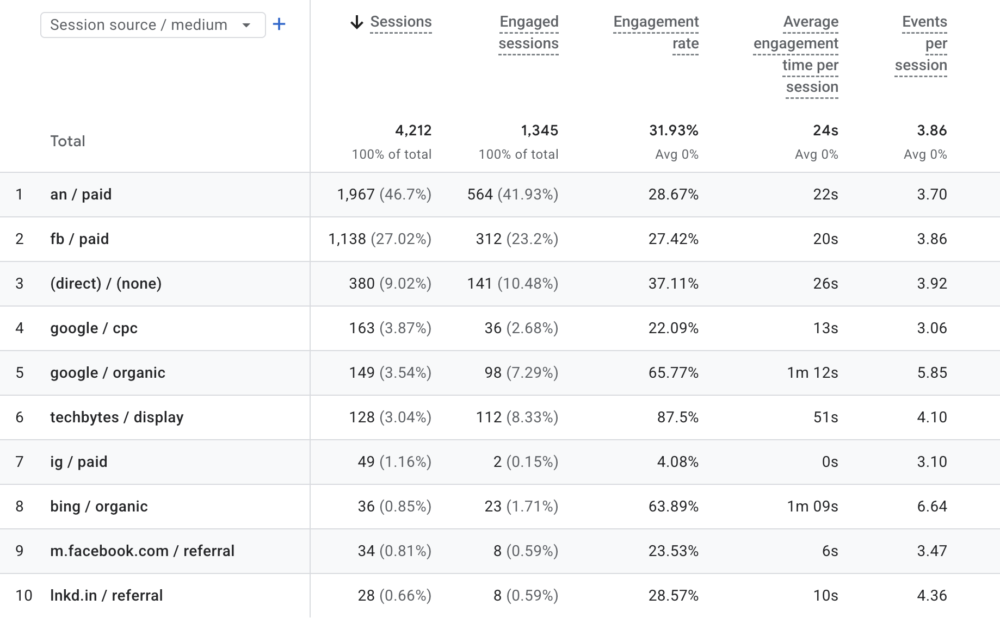 Session source / medium
Sessions
Engaged sessions
Engagement rate
Average engagement time per session
Events per session
Total
4,212 1,345 31.93% 24s 3.86
100% of total 100% of total Avg 0% Avg 0% Avg 0%
1 an / paid 1,967 (46.7%) 564 (41.93%) 28.67% 22s 3.70
2 fb / paid 1,138 (27.02%) 312 (23.2%) 27.42% 20s 3.86
3 (direct) / (none) 380 (9.02%) 141 (10.48%) 37.11% 26s 3.92
4 google / cpc 163 (3.87%) 36 (2.68%) 22.09% 13s 3.06
5 google / organic 149 (3.54%) 98 (7.29%) 65.77% 1m 12s 5.85
6 techbytes / display 128 (3.04%) 112 (8.33%) 87.5% 51s 4.10
7 ig / paid 49 (1.16%) 2 (0.15%) 4.08% 0s 3.10
8 bing / organic 36 (0.85%) 23 (1.71%) 63.89% 1m 09s 6.64
9 m.facebook.com / referral 34 (0.81%) 8 (0.59%) 23.53% 6s 3.47
10 lnkd.in / referral 28 (0.66%) 8 (0.59%) 28.57% 10s 4.36